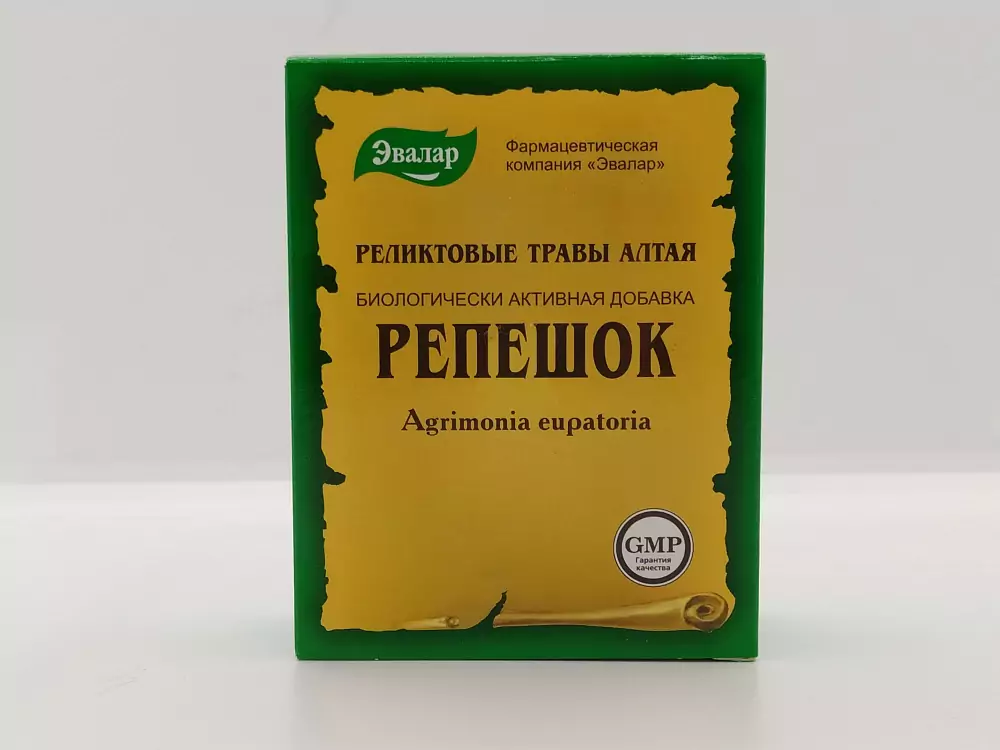 Эвалар
Фармацевтическая
компания «Эвалар»
РЕЛИКТОВЫЕ ТРАВЫ АЛТАЯ
БИОЛОГИЧЕСКИ АКТИВНАЯ ДОБАВКА
РЕПЕШОК
Agrimonia eupatoria
GMP
Гарантия
качества